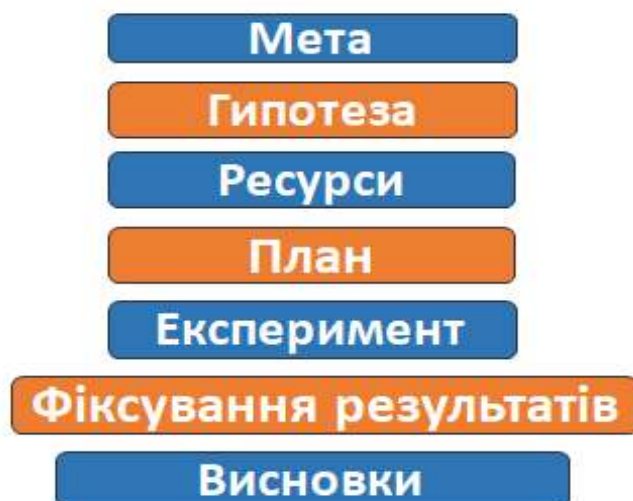 Мета
Гипотеза
Ресурси
План
Експеримент
Фіксування результатів
Висновки